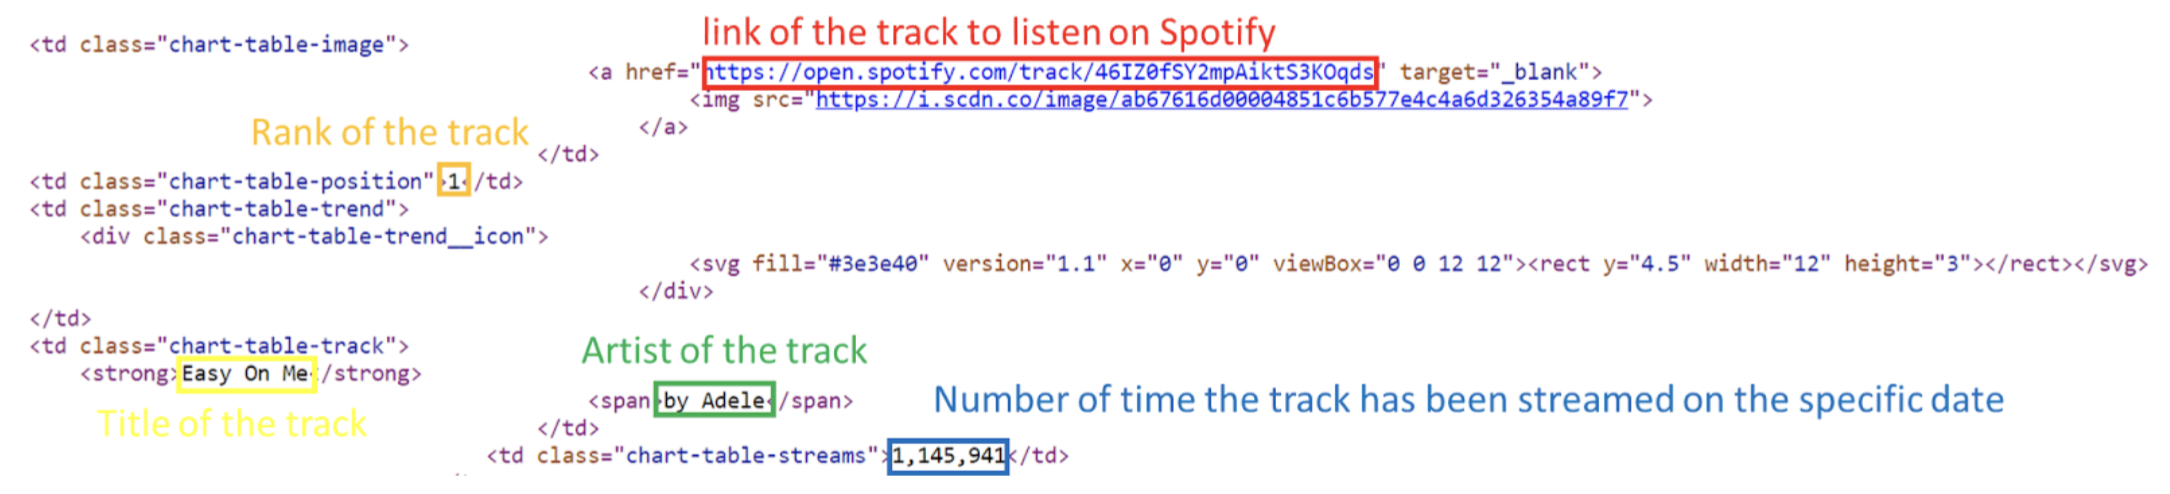 link of the track to listen on Spotify
<td class="chart-table-image">
<a href="https://open.spotify.com/track/46IZ0fSY2mpAiktS3KOqds" target="_blank">
<img src="https://i.scdn.co/image/ab67616d00004851c6b577e4c4a6d326354a89f7">
</a>
Rank of the track
</td>
<td class="chart-table-position">1</td>
<td class="chart-table-trend">
<div class="chart-table-trend__icon">
<svg fill="#3e3e40" version="1.1" x="0" y="0" viewBox="0 0 12 12"><rect y="4.5" width="12" height="3"></rect></svg>
</div>
</td>
<td class="chart-table-track">
Artist of the track
<strong>Easy On Me</strong>
<span>by Adele</span>
Number of time the track has been streamed on the specific date
Title of the track
</td>
<td class="chart-table-streams">1,145,941</td>